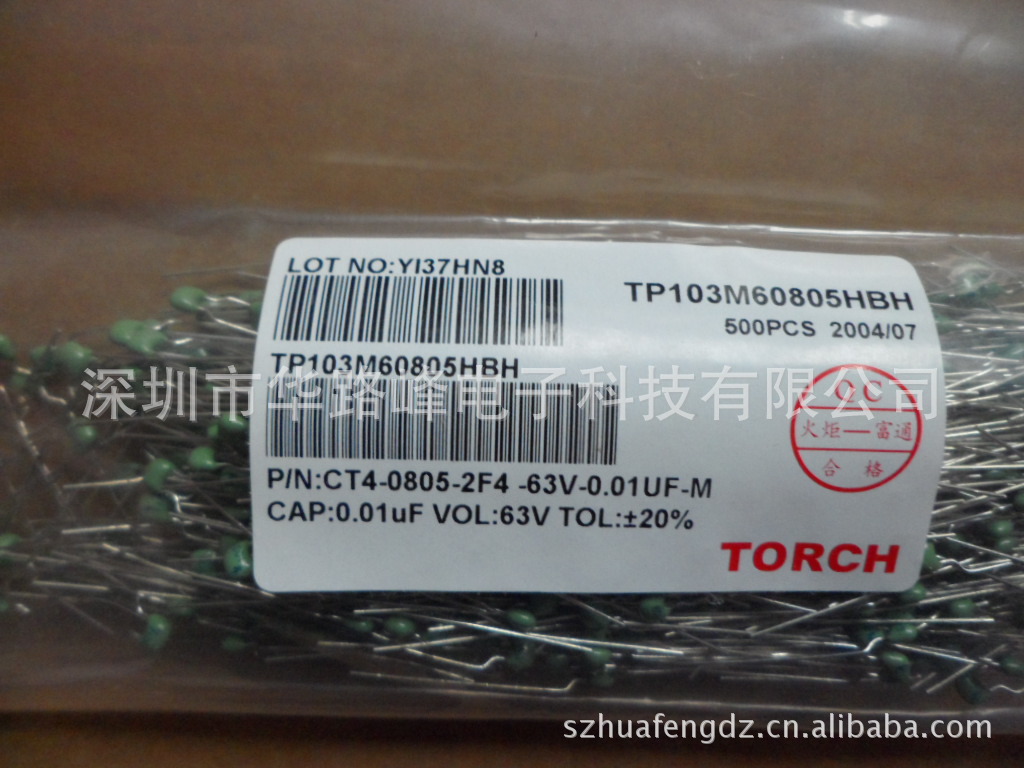 LOT NO:YI37HN8
TP103M60805HBH
500PCS 2004/07
TP103M60805HBH
深圳市华路峰电子科技有限公司
QC
火炬—富通
合格
P/N:CT4-0805-2F4 -63V-0.01UF-M
CAP:0.01uF VOL:63V TOL:±20%
TORCH
szhuafengdz.cn.alibaba.com